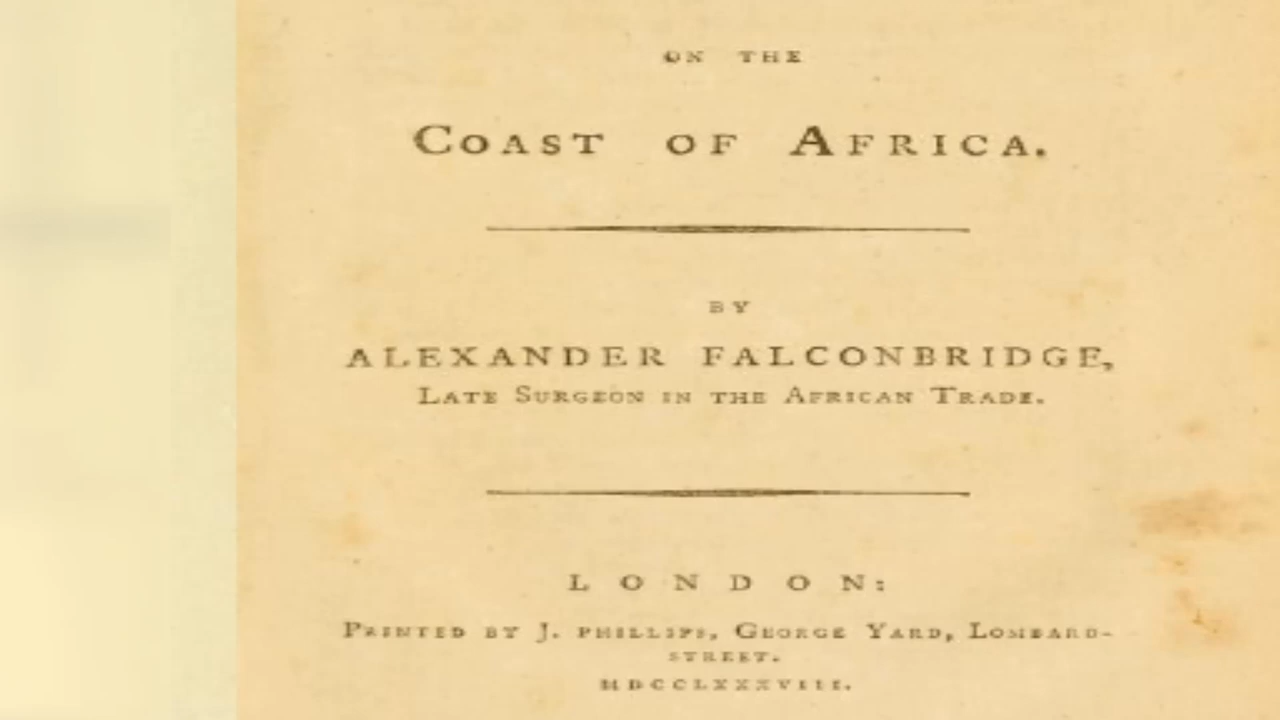 ON THE
COAST OF AFRICA.
BY
ALEXANDER FALCONBRIDGE,
LATE SURGEON IN THE AFRICAN TRADE.
LONDON:
PRINTED BY J. PHILLIPS, GEORGE YARD, LOMBARD-
STREET.
MDCCLXXXVIII.